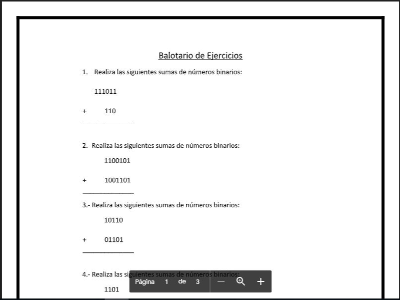 Balotario de Ejercicios
1. Realiza las siguientes sumas de números binarios:
111011
+ 110
2. Realiza las siguientes sumas de números binarios:
1100101
+ 1001101
3.- Realiza las siguientes sumas de números binarios:
10110
+ 01101
4.- Realiza las siguientes sumas de números binarios:
1101
Página 1 de 3 — +